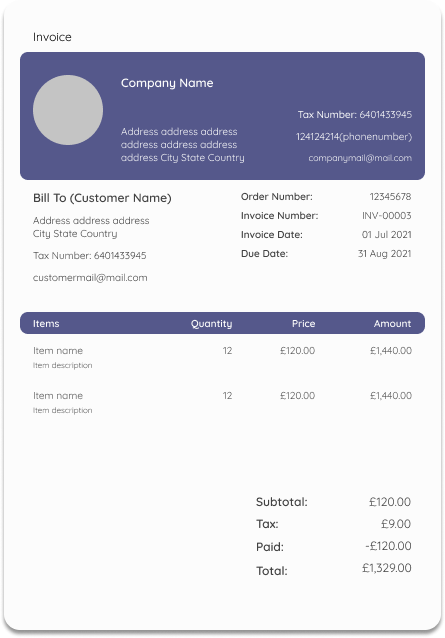 Invoice
Company Name
Address address address
address address address
address City State Country
Tax Number: 6401433945
124124214(phonenumber)
companymail@mail.com
Bill To (Customer Name)
Address address address
City State Country
Tax Number: 6401433945
customermail@mail.com
Order Number: 12345678
Invoice Number: INV-00003
Invoice Date: 01 Jul 2021
Due Date: 31 Aug 2021
Items Quantity Price Amount
Item name 12 £120.00 £1,440.00
Item description
Item name 12 £120.00 £1,440.00
Item description
Subtotal: £120.00
Tax: £9.00
Paid: -£120.00
Total: £1,329.00